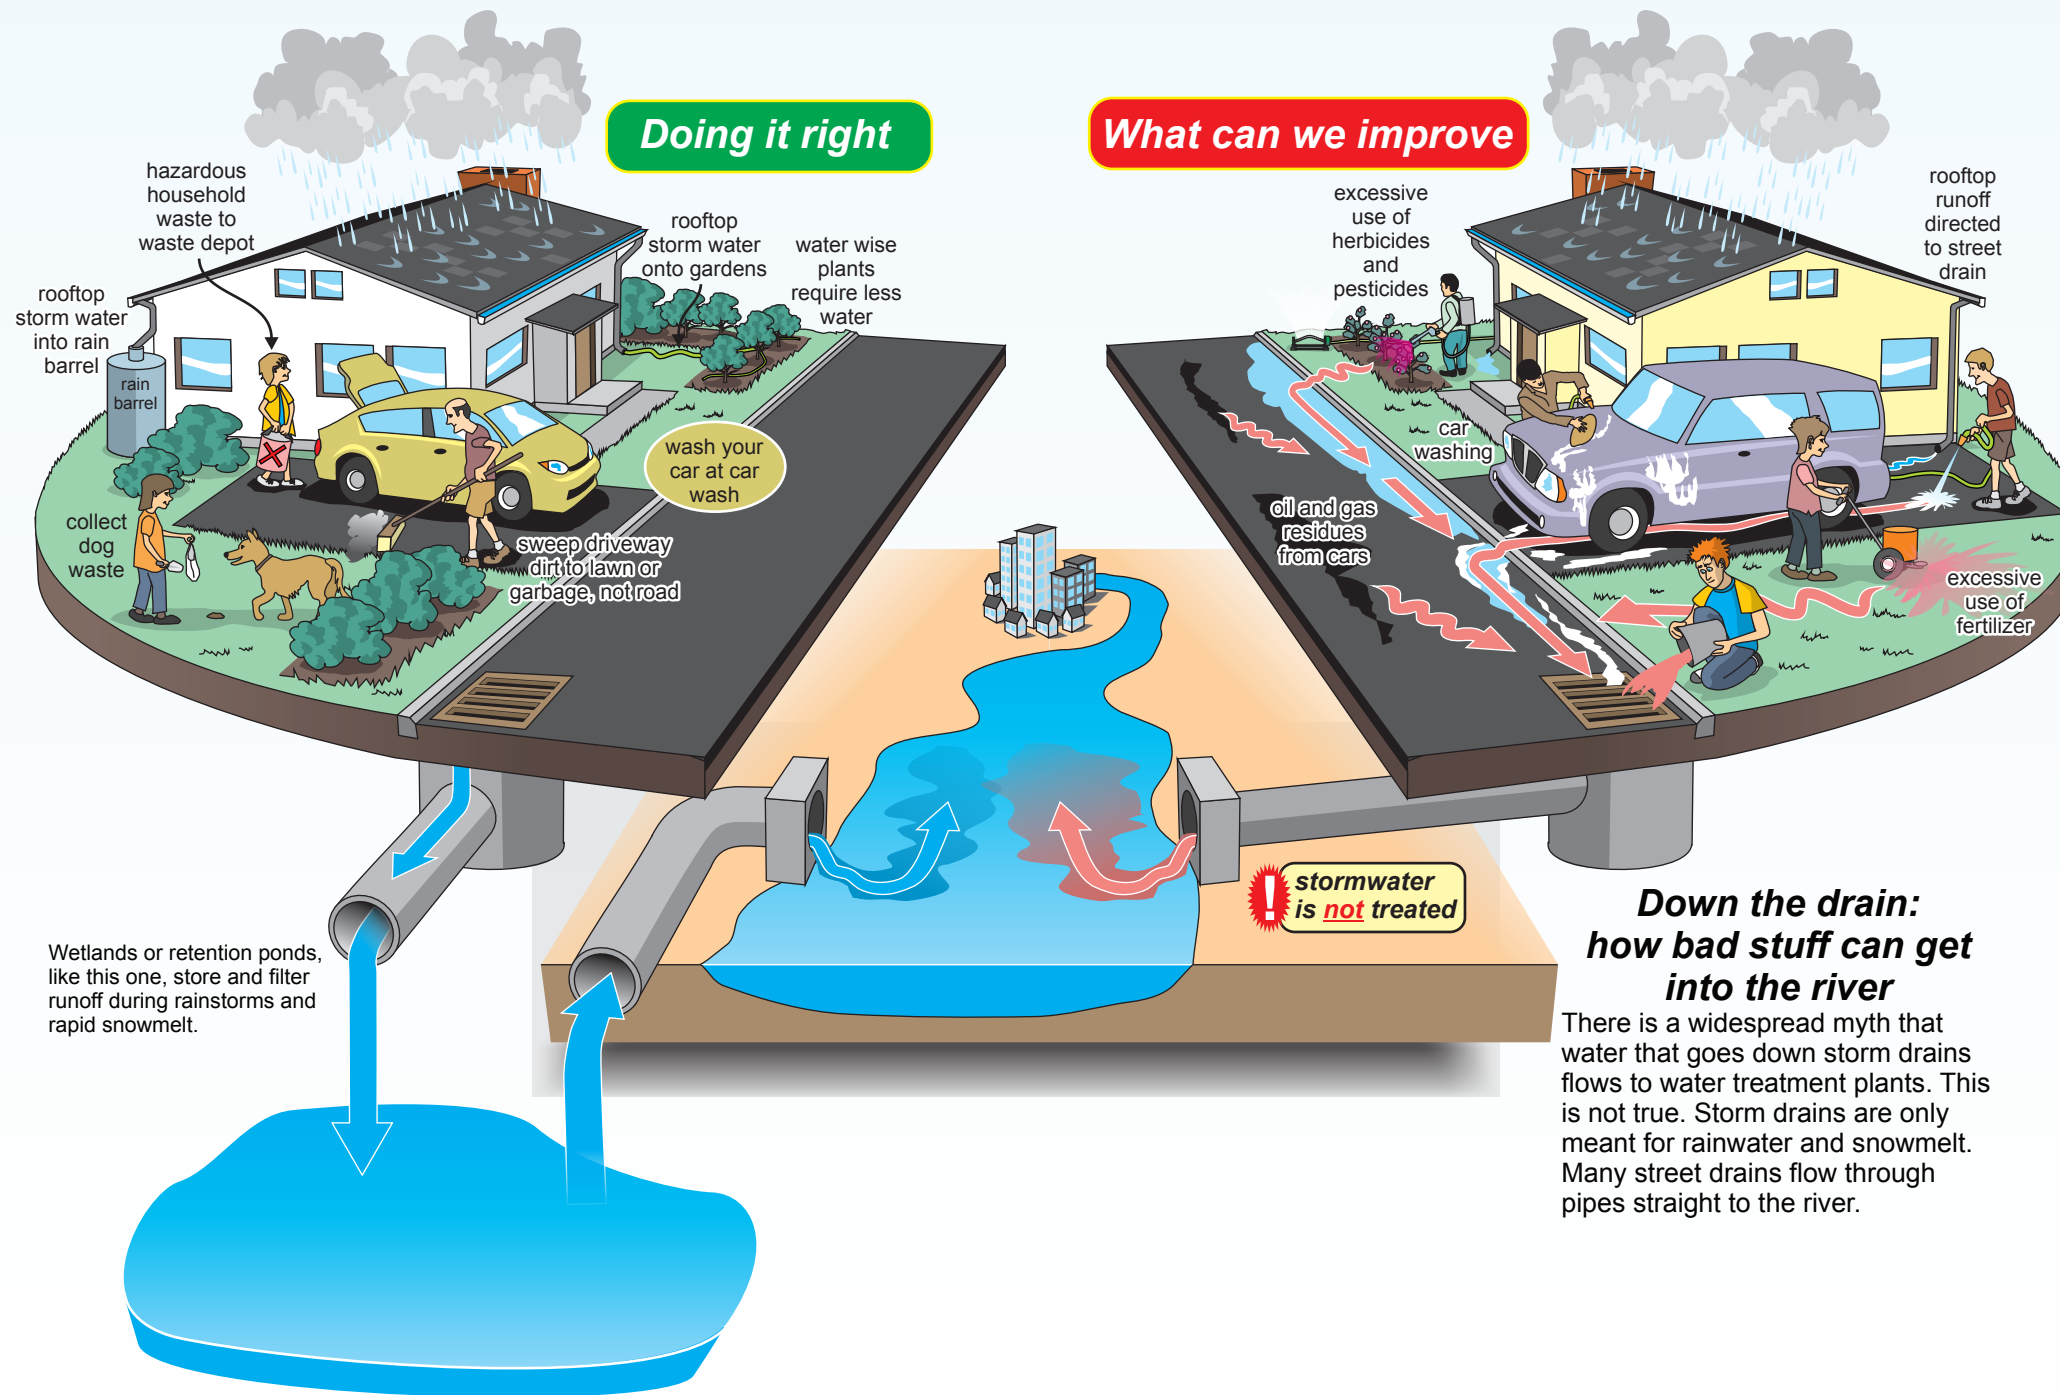 Doing it right
What can we improve
hazardous
household
waste to
waste depot
rooftop
storm water
into rain
barrel
rain
barrel
rooftop
storm water
onto gardens
water wise
plants
require less
water
wash your
car at car
wash
collect
dog
waste
sweep driveway
dirt to lawn or
garbage, not road
excessive
use of
herbicides
and
pesticides
rooftop
runoff
directed
to street
drain
car
washing
oil and gas
residues
from cars
excessive
use of
fertilizer
! stormwater
is not treated
Wetlands or retention ponds,
like this one, store and filter
runoff during rainstorms and
rapid snowmelt.
Down the drain:
how bad stuff can get
into the river
There is a widespread myth that
water that goes down storm drains
flows to water treatment plants. This
is not true. Storm drains are only
meant for rainwater and snowmelt.
Many street drains flow through
pipes straight to the river.